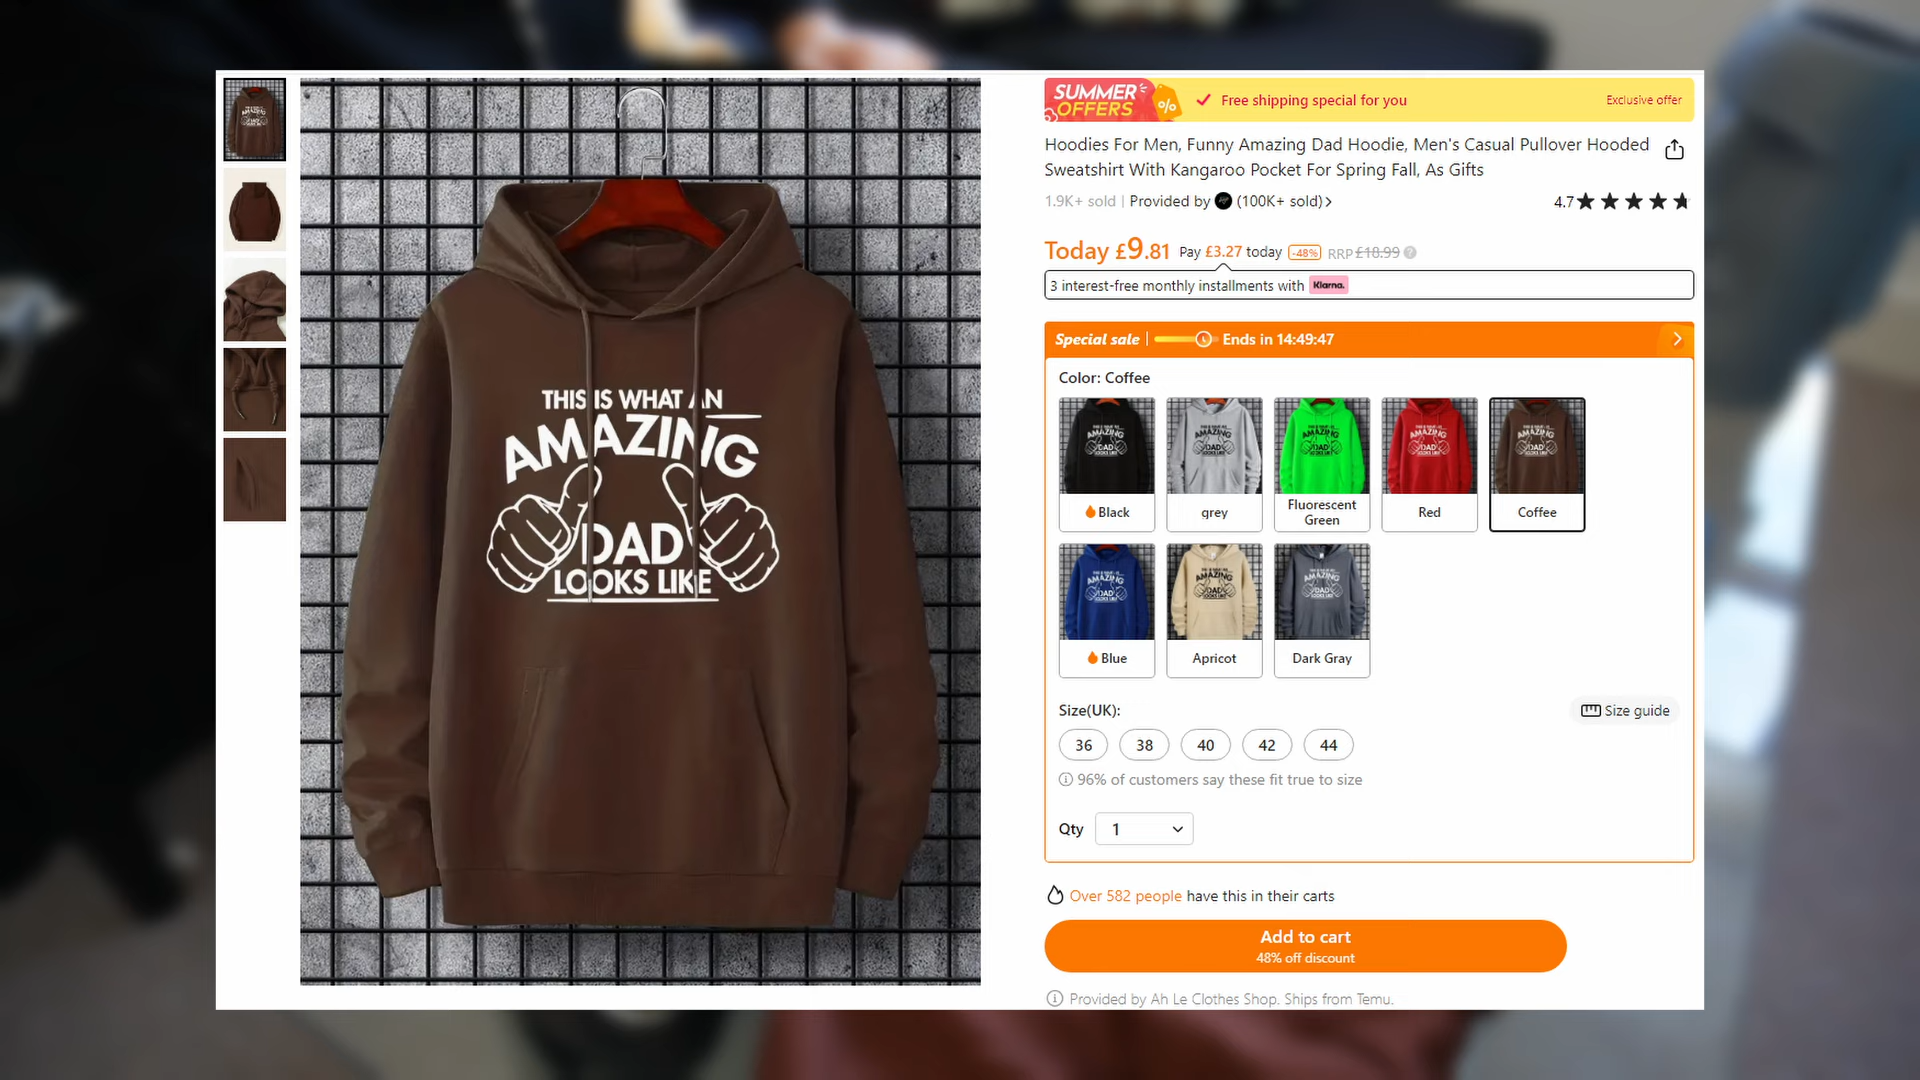 THIS IS WHAT AN
AMAZING
DAD
LOOKS LIKE
SUMMER
OFFERS
%
Free shipping special for you
Exclusive offer
Hoodies For Men, Funny Amazing Dad Hoodie, Men's Casual Pullover Hooded
Sweatshirt With Kangaroo Pocket For Spring Fall, As Gifts
1.9K+ sold | Provided by (100K+ sold)
4.7
Today £9.81 Pay £3.27 today -48% RRP £18.99
3 interest-free monthly installments with Klarna.
Special sale | Ends in 14:49:47
Color: Coffee
Black
grey
Fluorescent
Green
Red
Coffee
Blue
Apricot
Dark Gray
Size(UK):
Size guide
36 38 40 42 44
96% of customers say these fit true to size
Qty 1
Over 582 people have this in their carts
Add to cart
48% off discount
Provided by Ah Le Clothes Shop. Ships from Temu.